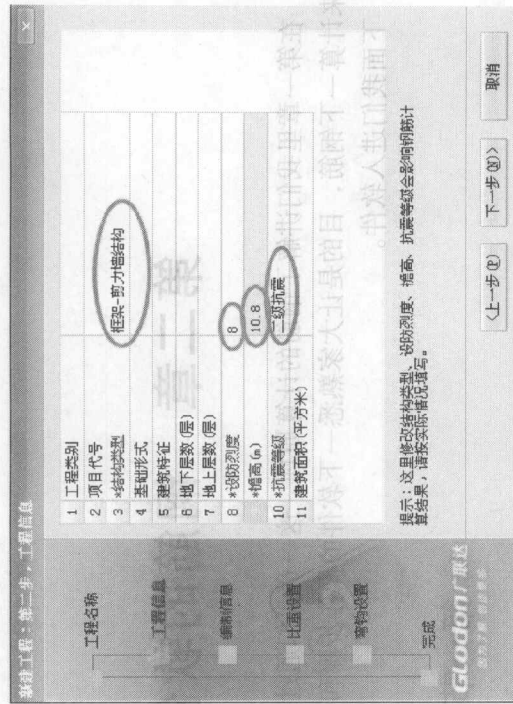 新建工程：第二步，工程信息
工程名称
工程信息
编制信息
比重设置
弯钩设置
完成
GLodon广联达
1 工程类别
2 项目代号
3 *结构类型 框架-剪力墙结构
4 基础形式
5 建筑特征
6 地下层数(层)
7 地上层数(层)
8 *设防烈度 8
*檐高(m) 10.8
10 *抗震等级 二级抗震
11 建筑面积(平方米)
提示：这里修改结构类型、设防烈度、檐高、抗震等级会影响钢筋计
算结果，请按实际情况填写。
<上一步(P)
下一步(N)>
取消